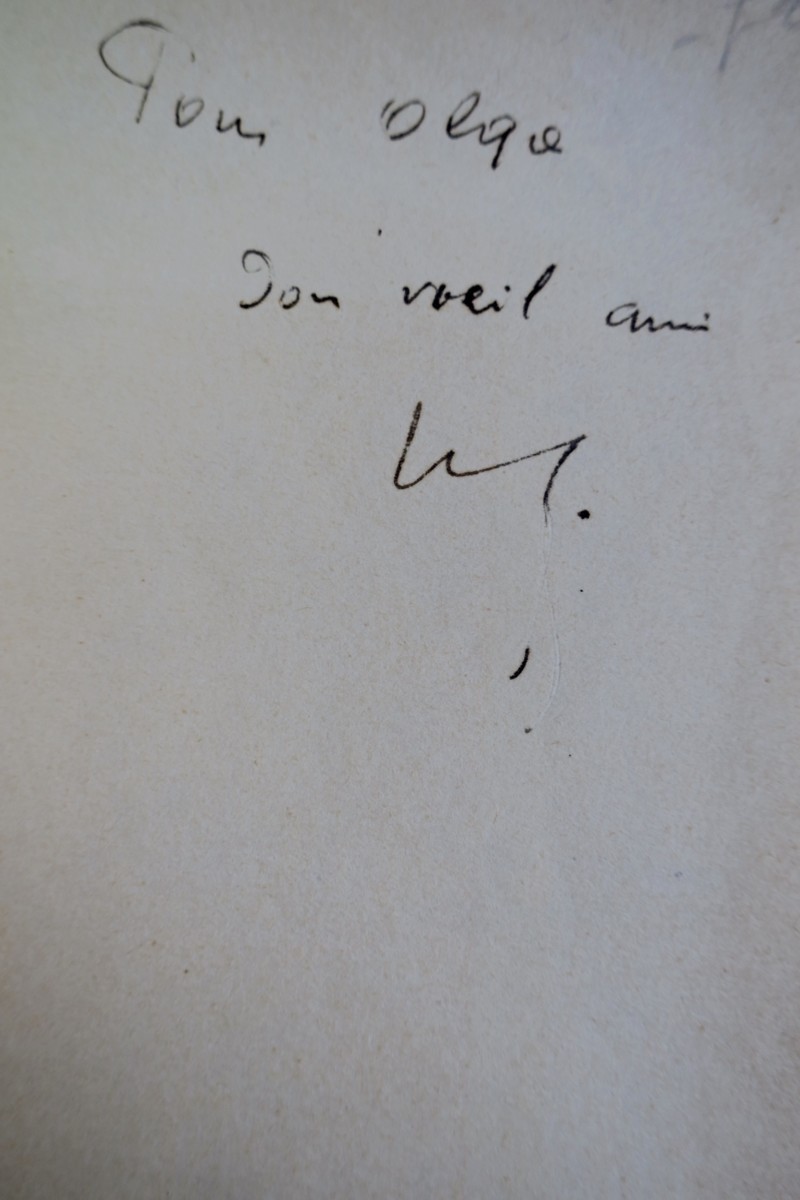 Pour Olga
Son vieil ami